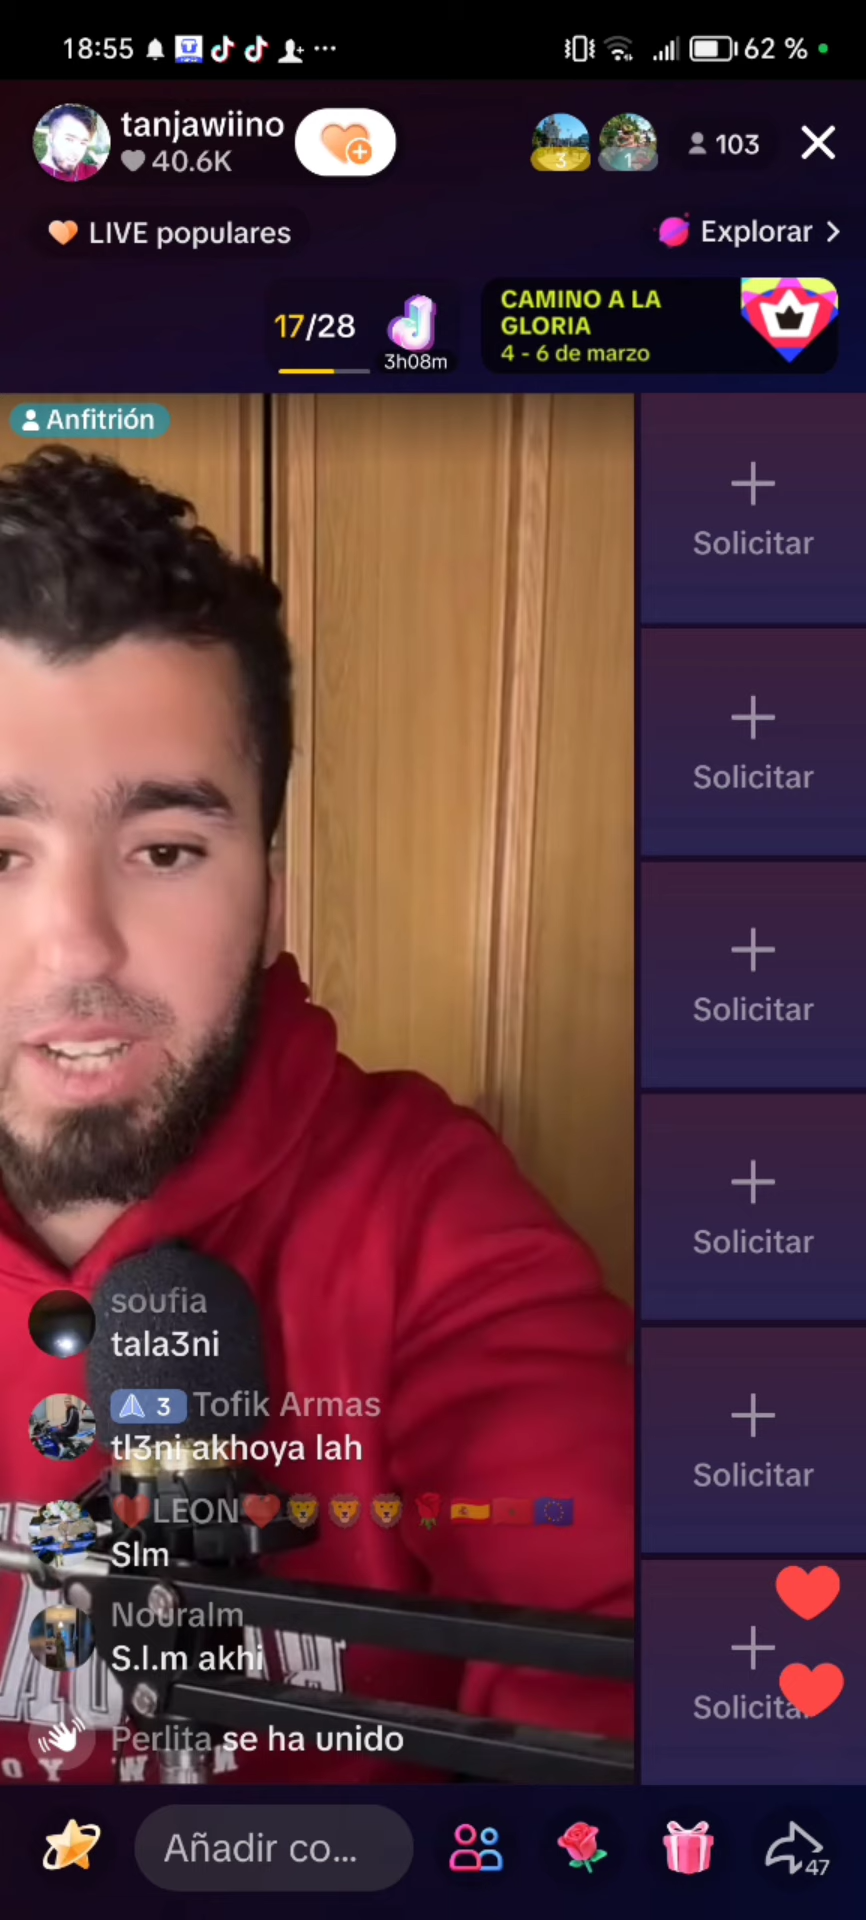 18:55
62 %
tanjawiino
40.6K
3
1
103
LIVE populares
Explorar
17/28
3h08m
CAMINO A LA
GLORIA
4 - 6 de marzo
Anfitrión
Solicitar
Solicitar
Solicitar
Solicitar
Solicitar
Solicitar
soufia
tala3ni
3 Tofik Armas
tl3ni akhoya lah
❤️LEON❤️🦁🦁🦁🌹🇪🇸🇲🇦🇪🇺
Slm
Nouralm
S.l.m akhi
Perlita se ha unido
Añadir co...
47